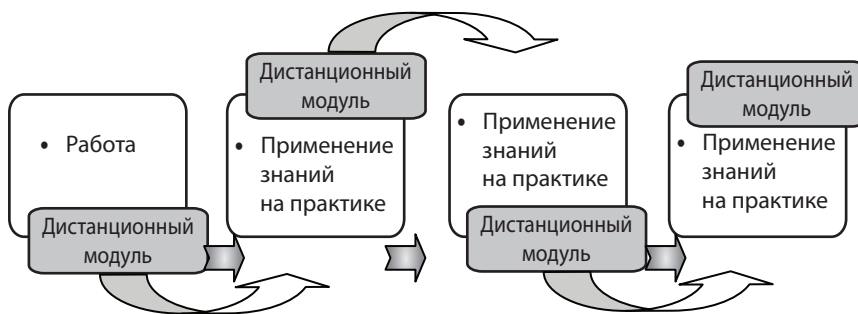 • Работа
Дистанционный
модуль
Дистанционный
модуль
• Применение
знаний
на практике
• Применение
знаний
на практике
Дистанционный
модуль
Дистанционный
модуль
• Применение
знаний
на практике